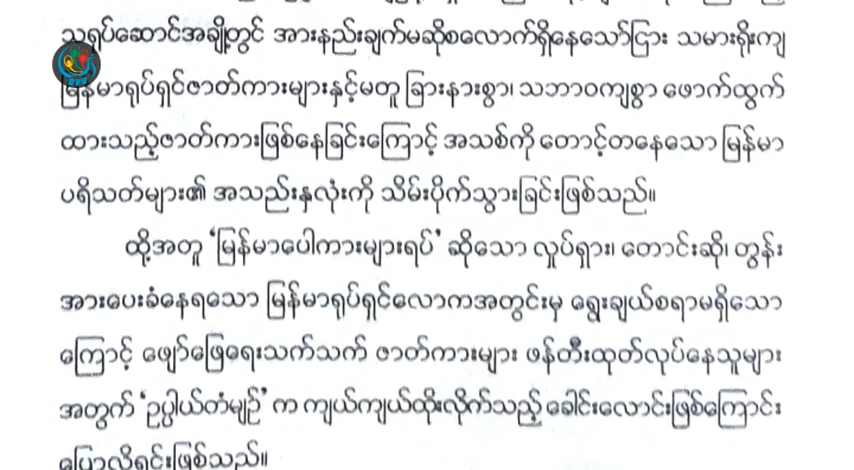 သရုပ်ဆောင်အချို့တွင် အားနည်းချက်မဆိုစလောက်ရှိနေသော်ငြား သမားရိုးကျ
မြန်မာရုပ်ရှင်ဇာတ်ကားများနှင့်မတူ ခြားနားစွာ၊ သဘာဝကျစွာ ဖောက်ထွက်
ထားသည့်ဇာတ်ကားဖြစ်နေခြင်းကြောင့် အသစ်ကို တောင့်တနေသော မြန်မာ
ပရိသတ်များ၏ အသည်းနှလုံးကို သိမ်းပိုက်သွားခြင်းဖြစ်သည်။
ထို့အတူ ‘မြန်မာပေါကားများရပ်’ ဆိုသော လှုပ်ရှား၊ တောင်းဆို၊ တွန်း
အားပေးခံနေရသော မြန်မာရုပ်ရှင်လောကအတွင်းမှ ရွေးချယ်စရာမရှိသော
ကြောင့် ဖျော်ဖြေရေးသက်သက် ဇာတ်ကားများ ဖန်တီးထုတ်လုပ်နေသူများ
အတွက် ‘ဥပ္ပါယ်တံမျဉ်’ က ကျယ်ကျယ်ထိုးလိုက်သည့် ခေါင်းလောင်းဖြစ်ကြောင်း
ပြောလိုရင်းဖြစ်သည်။